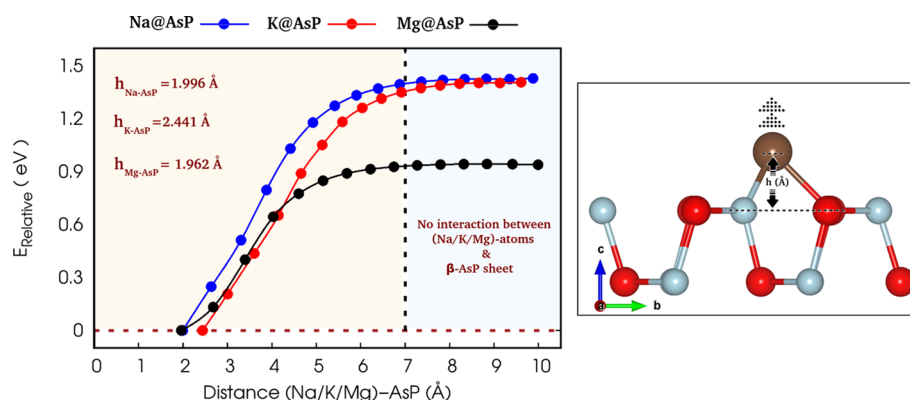 Na@AsP K@AsP Mg@AsP
E_Relative ( eV)
1.5
1.2
0.9
0.6
0.3
0
h_Na-AsP = 1.996 Å
h_K-AsP = 2.441 Å
h_Mg-AsP = 1.962 Å
No interaction between
(Na/K/Mg)-atoms
&
β-AsP sheet
0 1 2 3 4 5 6 7 8 9 10
Distance (Na/K/Mg)–AsP (Å)
h (Å)
c
a
b